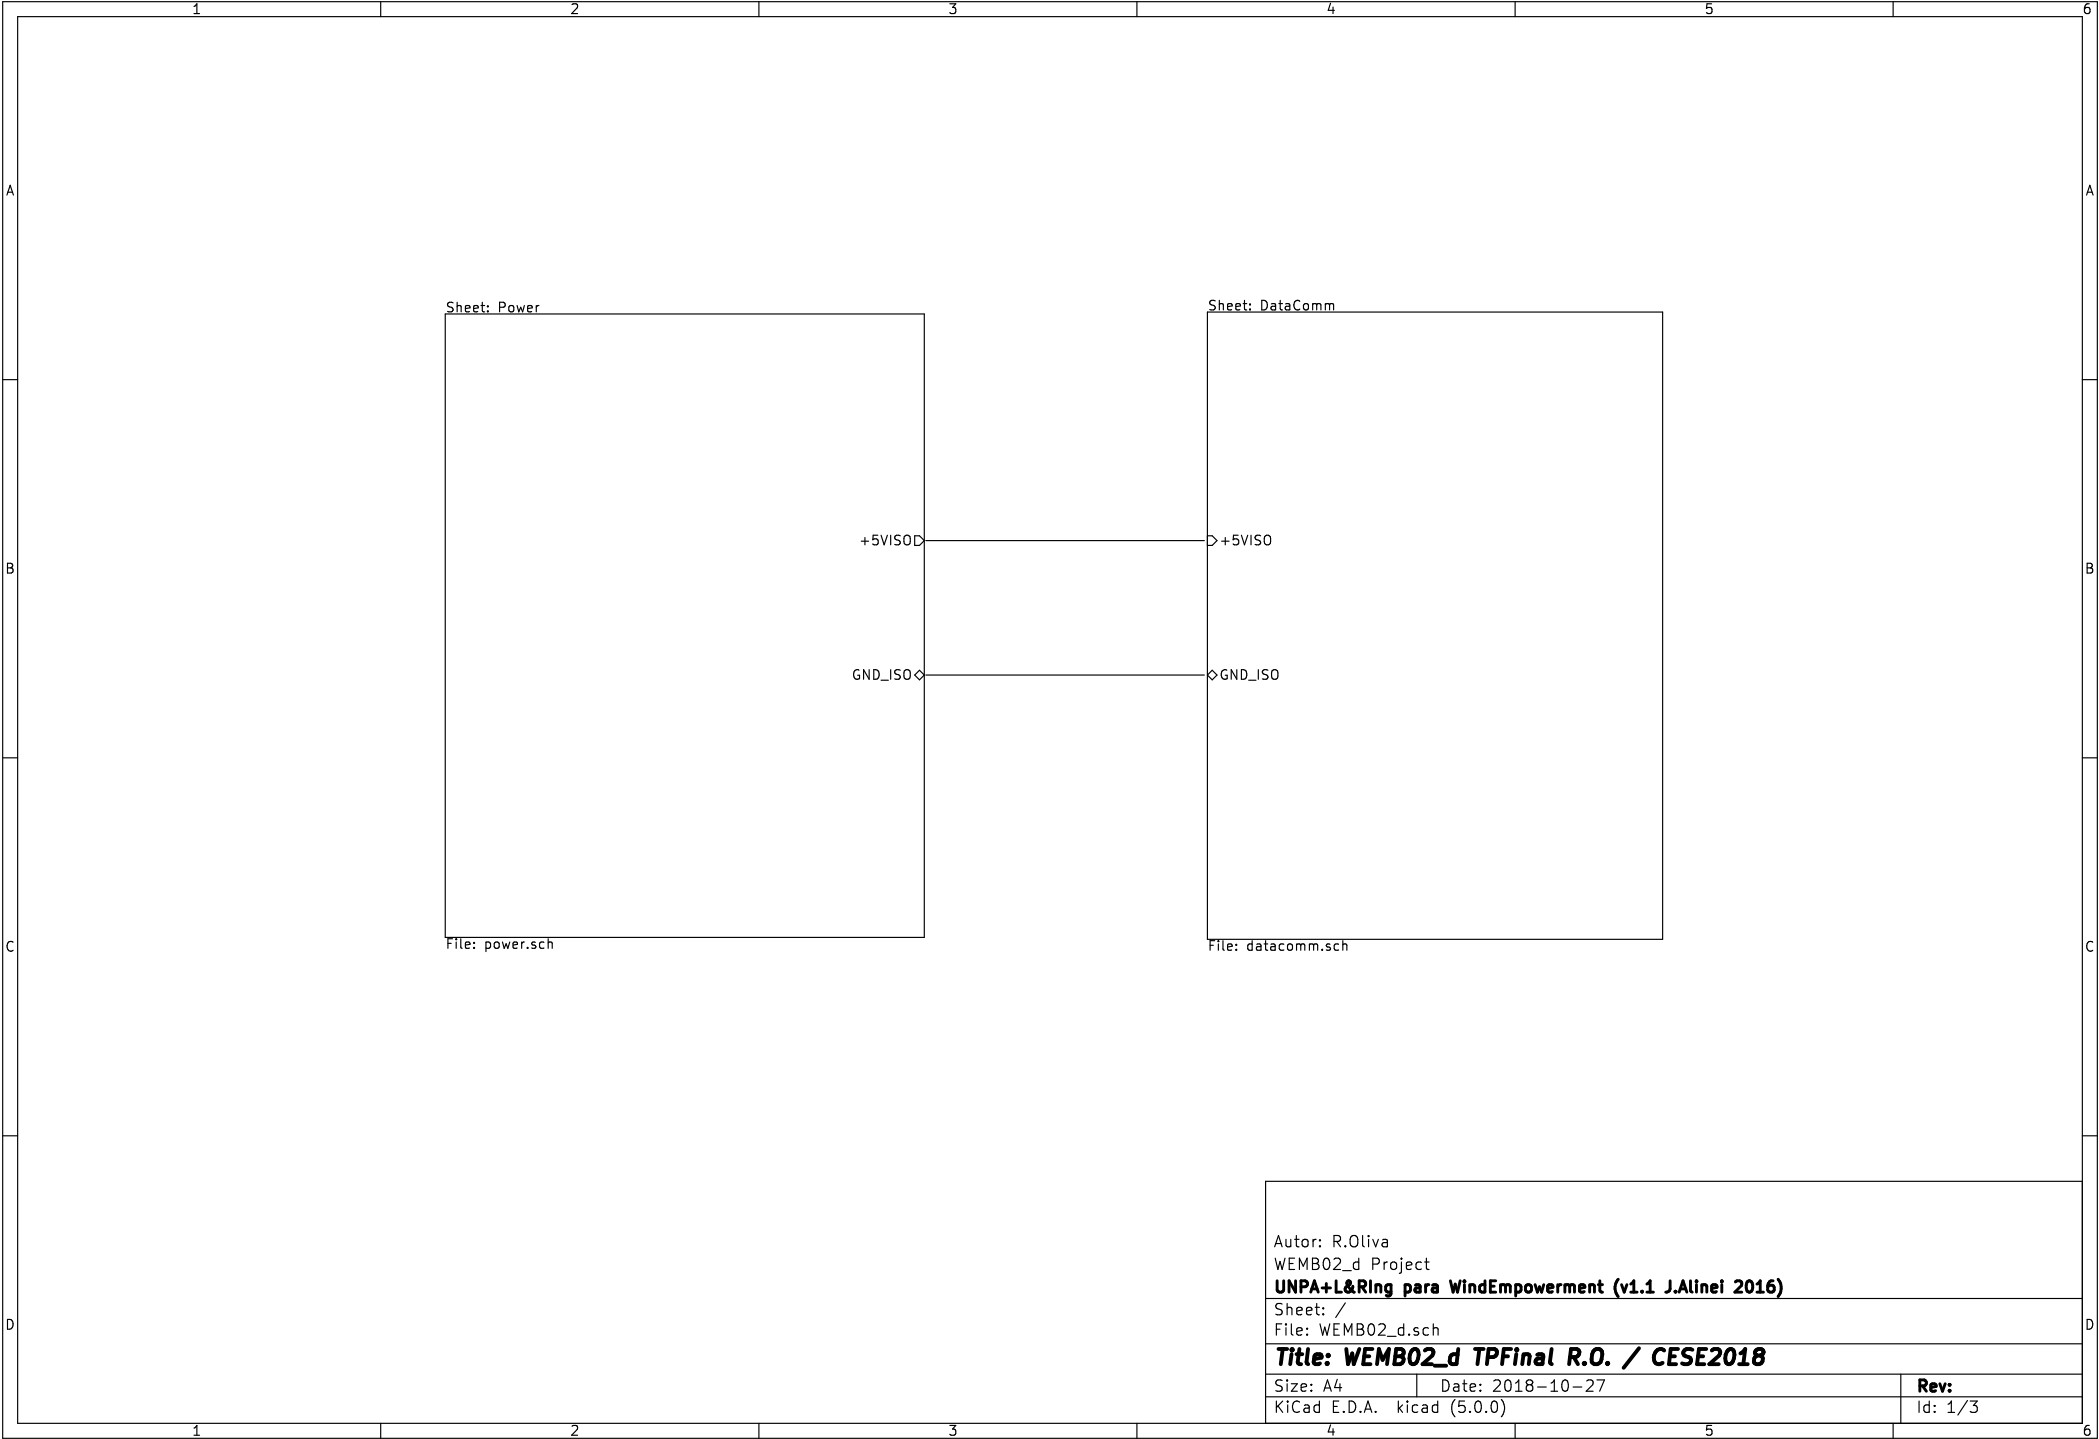 1 2 3 4 5 6
A A
Sheet: Power
Sheet: DataComm
+5VISO +5VISO
B B
GND_ISO GND_ISO
File: power.sch
File: datacomm.sch
C C
Autor: R.Oliva
WEMB02_d Project
UNPA+L&RIng para WindEmpowerment (v1.1 J.Alinei 2016)
Sheet: /
File: WEMB02_d.sch
D D
Title: WEMB02_d TPFinal R.O. / CESE2018
Size: A4 Date: 2018-10-27 Rev:
KiCad E.D.A. kicad (5.0.0) Id: 1/3
1 2 3 4 5 6